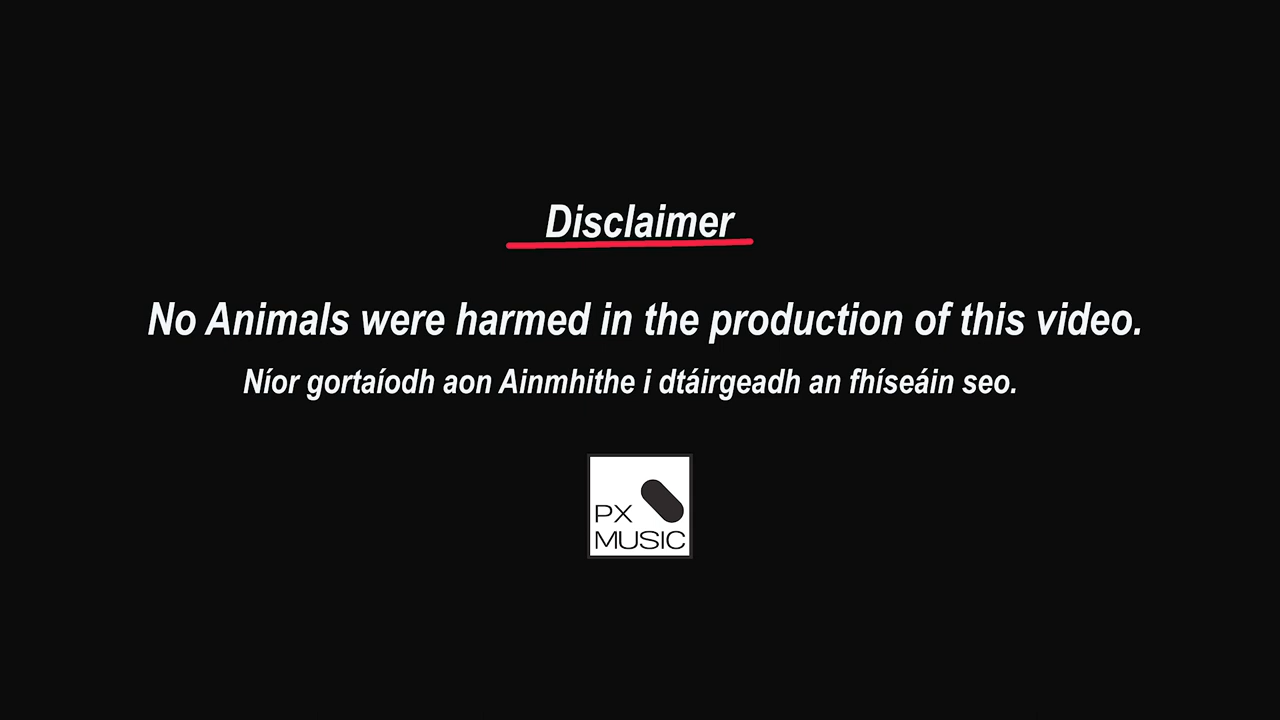 Disclaimer
No Animals were harmed in the production of this video.
Níor gortaíodh aon Ainmhithe i dtáirgeadh an fhíseáin seo.
PX
MUSIC